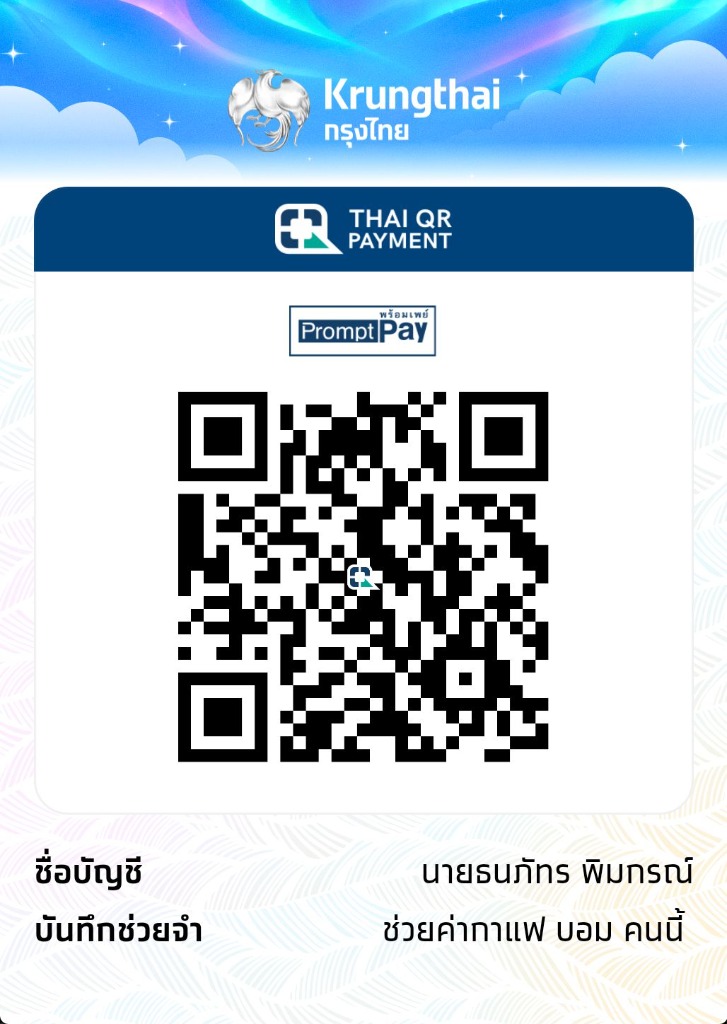 Krungthai
กรุงไทย
THAI QR
PAYMENT
พร้อมเพย์
PromptPay
ชื่อบัญชี นายธนภัทร พิมกรณ์
บันทึกช่วยจำ ช่วยค่ากาแฟ บอม คนนี้